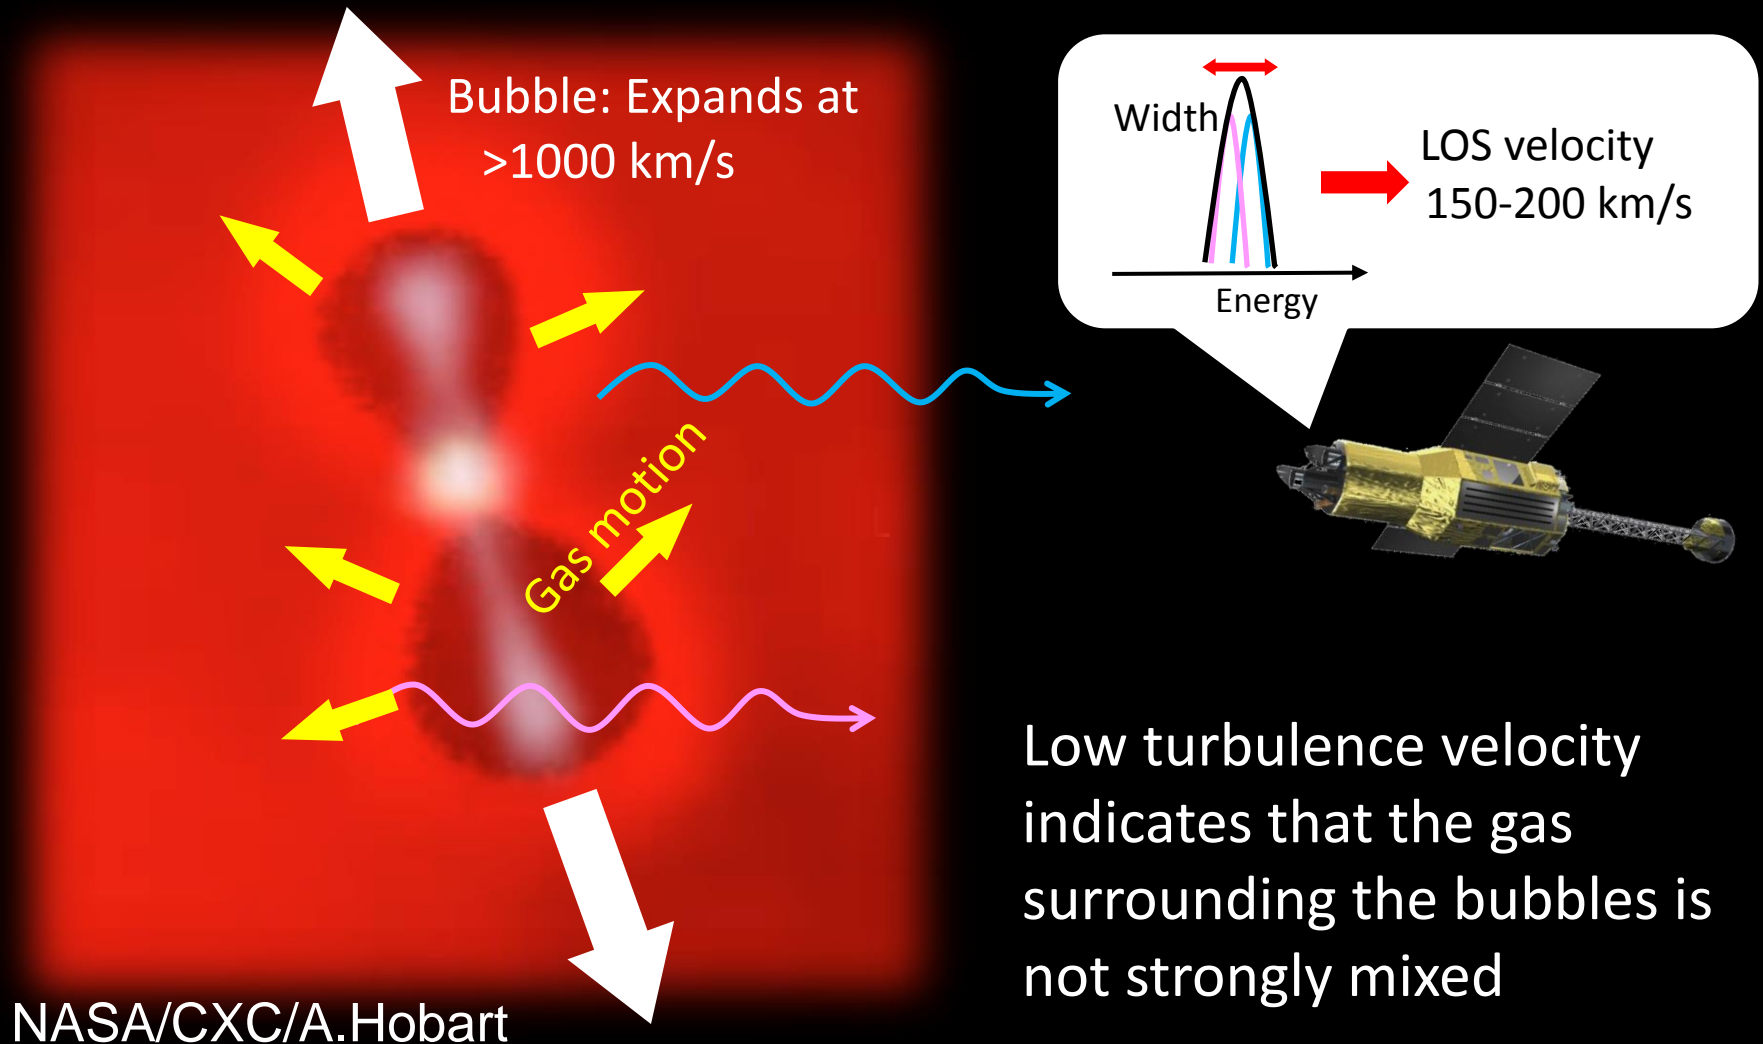 Bubble: Expands at
>1000 km/s
Width
LOS velocity
150-200 km/s
Energy
Gas motion
Low turbulence velocity
indicates that the gas
surrounding the bubbles is
not strongly mixed
NASA/CXC/A.Hobart